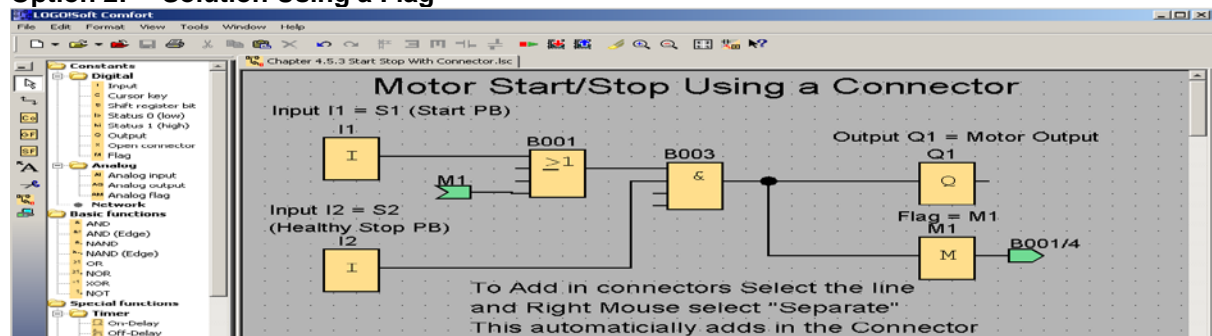 Option 2: Solution Using a Flag
LOGO!Soft Comfort
File Edit Format View Tools Window Help
Chapter 4.5.3 Start Stop With Connector.lsc
Constants
Digital
Input
Cursor key
Shift register bit
Status 0 (low)
Status 1 (high)
Output
Open connector
Flag
Analog
Analog input
Analog output
Analog flag
Network
Basic functions
AND
AND (Edge)
NAND
NAND (Edge)
OR
NOR
XOR
NOT
Special functions
Timer
On-Delay
Off-Delay
Co
GF
SF
A
Motor Start/Stop Using a Connector
Input I1 = S1 (Start PB)
I1
I
B001
≥1
M1
B003
&
Output Q1 = Motor Output
Q1
Q
Input I2 = S2
(Healthy Stop PB)
I2
I
Flag = M1
M1
M
B001/4
To Add in connectors Select the line
and Right Mouse select "Separate"
This automaticially adds in the Connector